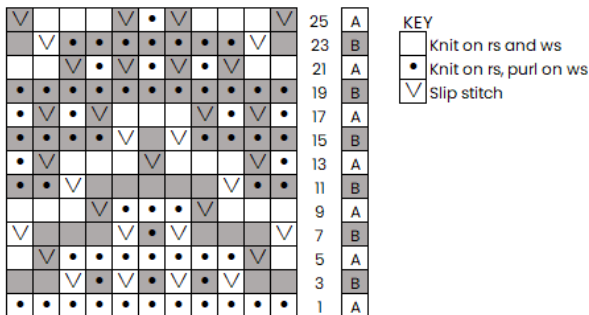 25 A
23 B
21 A
19 B
17 A
15 B
13 A
11 B
9 A
7 B
5 A
3 B
1 A
KEY
Knit on rs and ws
Knit on rs, purl on ws
Slip stitch